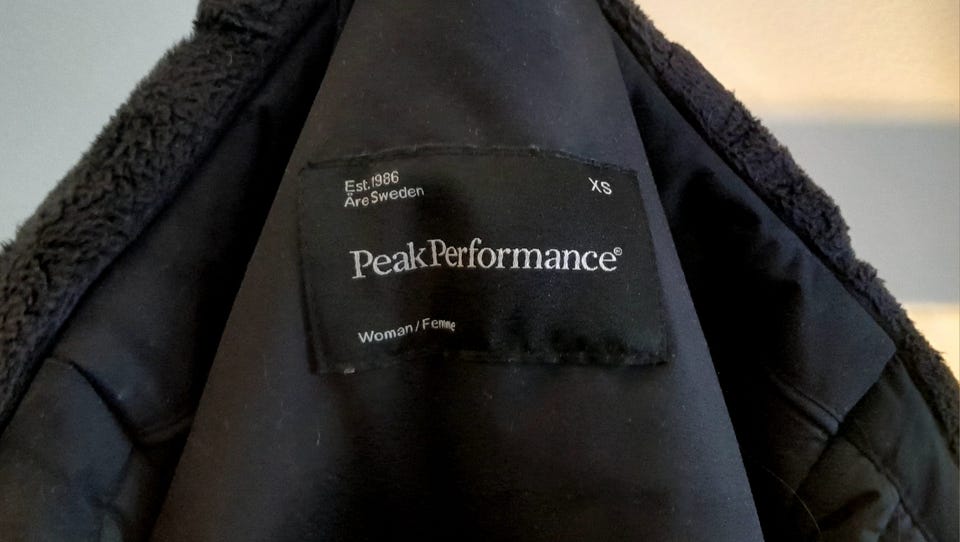 Est.1986
Åre Sweden
XS
PeakPerformance®
Woman/Femme